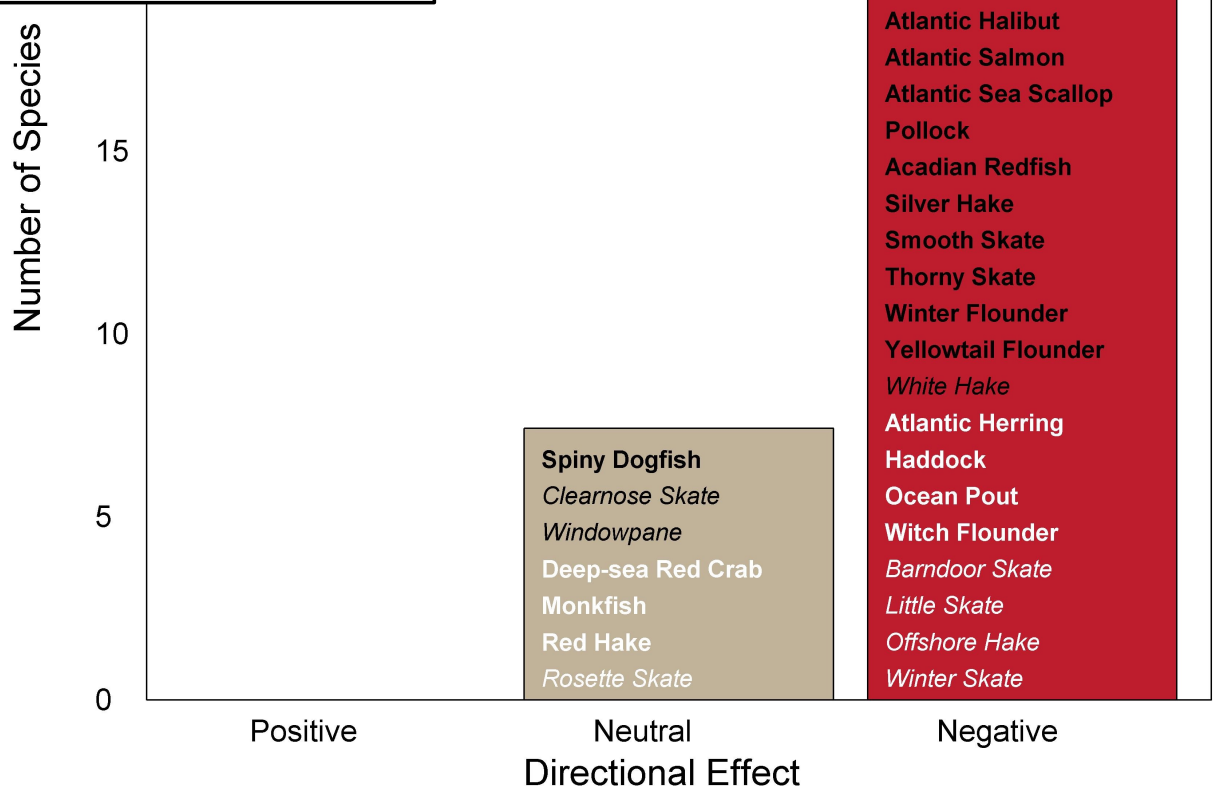 Number of Species
15
10
5
0
Spiny Dogfish
Clearnose Skate
Windowpane
Deep-sea Red Crab
Monkfish
Red Hake
Rosette Skate
Atlantic Halibut
Atlantic Salmon
Atlantic Sea Scallop
Pollock
Acadian Redfish
Silver Hake
Smooth Skate
Thorny Skate
Winter Flounder
Yellowtail Flounder
White Hake
Atlantic Herring
Haddock
Ocean Pout
Witch Flounder
Barndoor Skate
Little Skate
Offshore Hake
Winter Skate
Positive
Neutral
Negative
Directional Effect